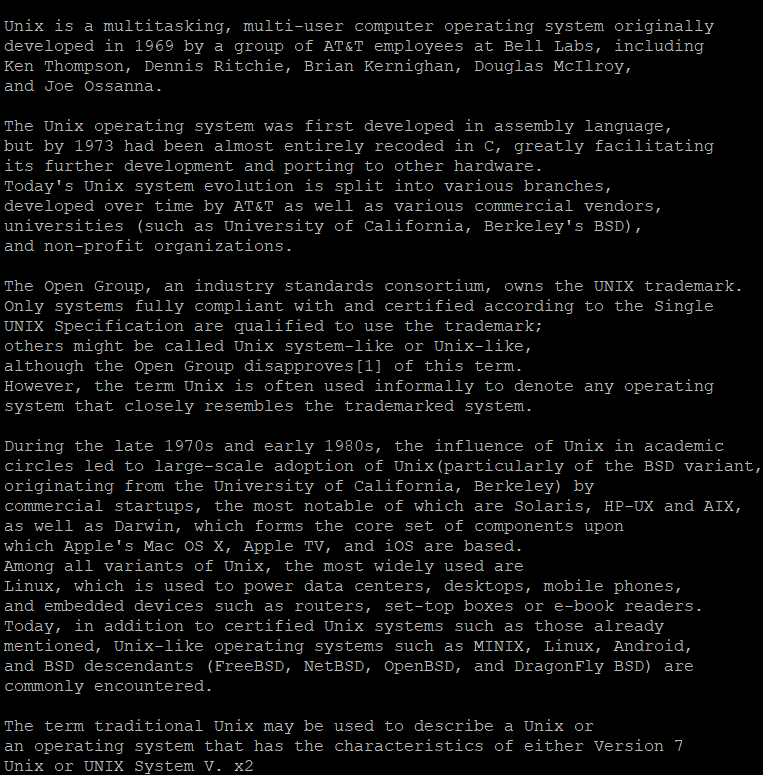 Unix is a multitasking, multi-user computer operating system originally
developed in 1969 by a group of AT&T employees at Bell Labs, including
Ken Thompson, Dennis Ritchie, Brian Kernighan, Douglas McIlroy,
and Joe Ossanna.

The Unix operating system was first developed in assembly language,
but by 1973 had been almost entirely recoded in C, greatly facilitating
its further development and porting to other hardware.
Today's Unix system evolution is split into various branches,
developed over time by AT&T as well as various commercial vendors,
universities (such as University of California, Berkeley's BSD),
and non-profit organizations.

The Open Group, an industry standards consortium, owns the UNIX trademark.
Only systems fully compliant with and certified according to the Single
UNIX Specification are qualified to use the trademark;
others might be called Unix system-like or Unix-like,
although the Open Group disapproves[1] of this term.
However, the term Unix is often used informally to denote any operating
system that closely resembles the trademarked system.

During the late 1970s and early 1980s, the influence of Unix in academic
circles led to large-scale adoption of Unix(particularly of the BSD variant,
originating from the University of California, Berkeley) by
commercial startups, the most notable of which are Solaris, HP-UX and AIX,
as well as Darwin, which forms the core set of components upon
which Apple's Mac OS X, Apple TV, and iOS are based.
Among all variants of Unix, the most widely used are
Linux, which is used to power data centers, desktops, mobile phones,
and embedded devices such as routers, set-top boxes or e-book readers.
Today, in addition to certified Unix systems such as those already
mentioned, Unix-like operating systems such as MINIX, Linux, Android,
and BSD descendants (FreeBSD, NetBSD, OpenBSD, and DragonFly BSD) are
commonly encountered.

The term traditional Unix may be used to describe a Unix or
an operating system that has the characteristics of either Version 7
Unix or UNIX System V. x2